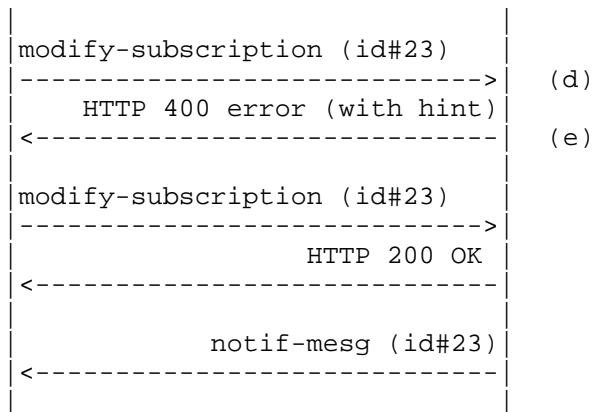 |                             |
|modify-subscription (id#23)  |
|---------------------------->|  (d)
|    HTTP 400 error (with hint)|
|<-----------------------------|  (e)
|                             |
|modify-subscription (id#23)  |
|----------------------------->|
|                  HTTP 200 OK |
|<-----------------------------|
|                             |
|            notif-mesg (id#23)|
|<-----------------------------|
|                             |